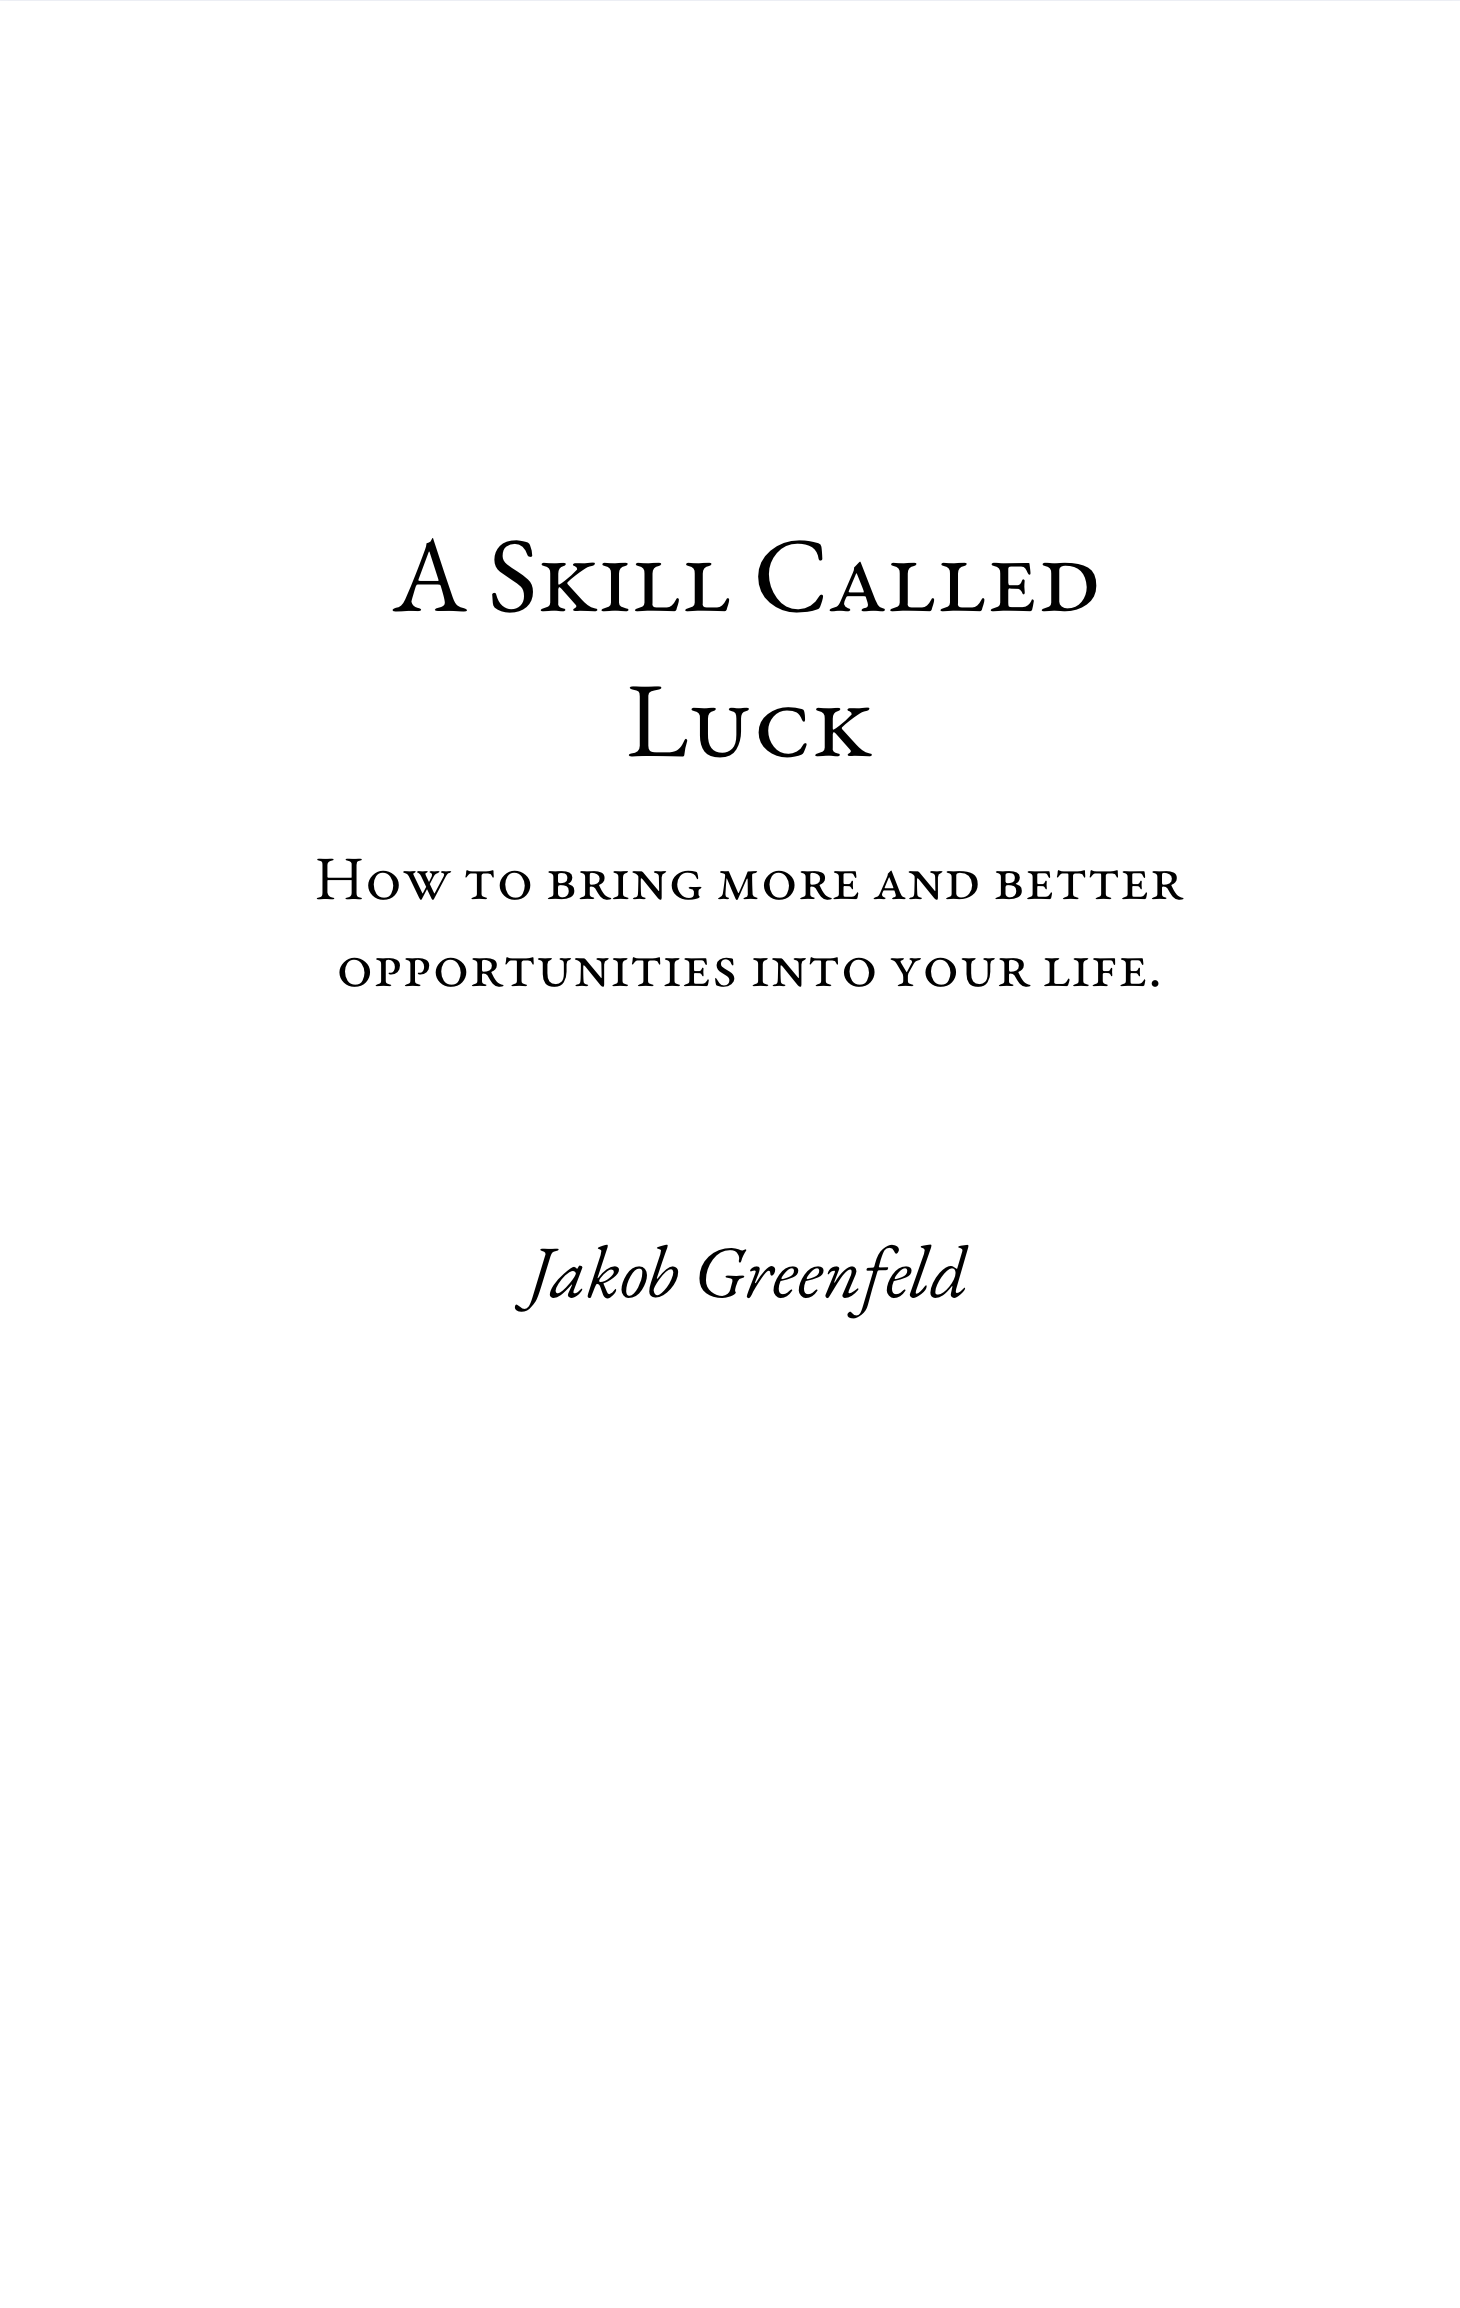 A Skill Called
Luck
How to bring more and better
opportunities into your life.
Jakob Greenfeld